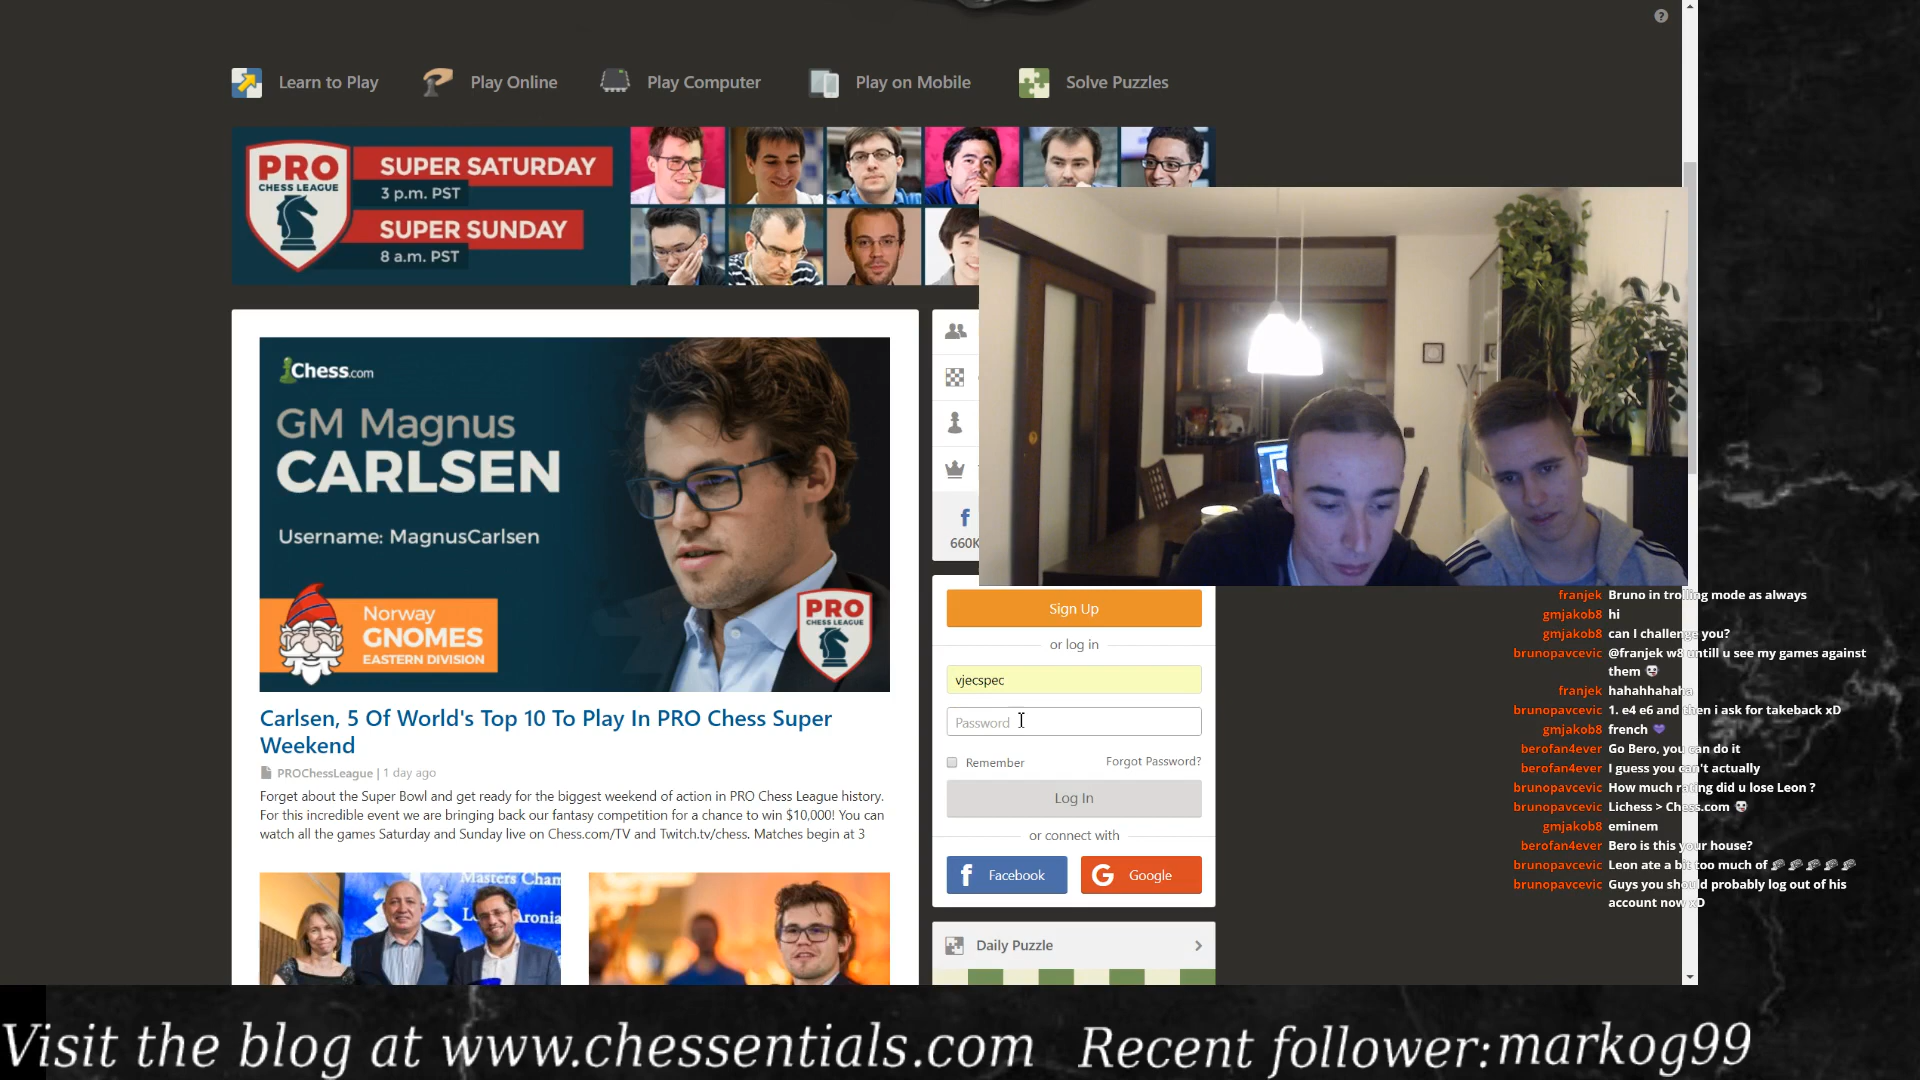 Learn to Play
Play Online
Play Computer
Play on Mobile
Solve Puzzles
?
PRO
CHESS LEAGUE
SUPER SATURDAY
3 p.m. PST
SUPER SUNDAY
8 a.m. PST
Chess.com
GM Magnus
CARLSEN
Username: MagnusCarlsen
Norway
GNOMES
EASTERN DIVISION
PRO
CHESS LEAGUE
Carlsen, 5 Of World's Top 10 To Play In PRO Chess Super
Weekend
PROChessLeague | 1 day ago
Forget about the Super Bowl and get ready for the biggest weekend of action in PRO Chess League history.
For this incredible event we are bringing back our fantasy competition for a chance to win $10,000! You can
watch all the games Saturday and Sunday live on Chess.com/TV and Twitch.tv/chess. Matches begin at 3
Masters Cham
Aronia
f
660K
Sign Up
or log in
vjecspec
Password
Remember
Forgot Password?
Log In
or connect with
f Facebook
G Google
Daily Puzzle
franjek Bruno in trolling mode as always
gmjakob8 hi
gmjakob8 can I challenge you?
brunopavcevic @franjek w8 untill u see my games against
them
franjek hahahhahaha
brunopavcevic 1. e4 e6 and then i ask for takeback xD
gmjakob8 french 💜
berofan4ever Go Bero, you can do it
berofan4ever I guess you can't actually
brunopavcevic How much rating did u lose Leon ?
brunopavcevic Lichess > Chess.com
gmjakob8 eminem
berofan4ever Bero is this your house?
brunopavcevic Leon ate a bit too much of
brunopavcevic Guys you should probably log out of his
account now xD
Visit the blog at www.chessentials.com
Recent follower:markog99